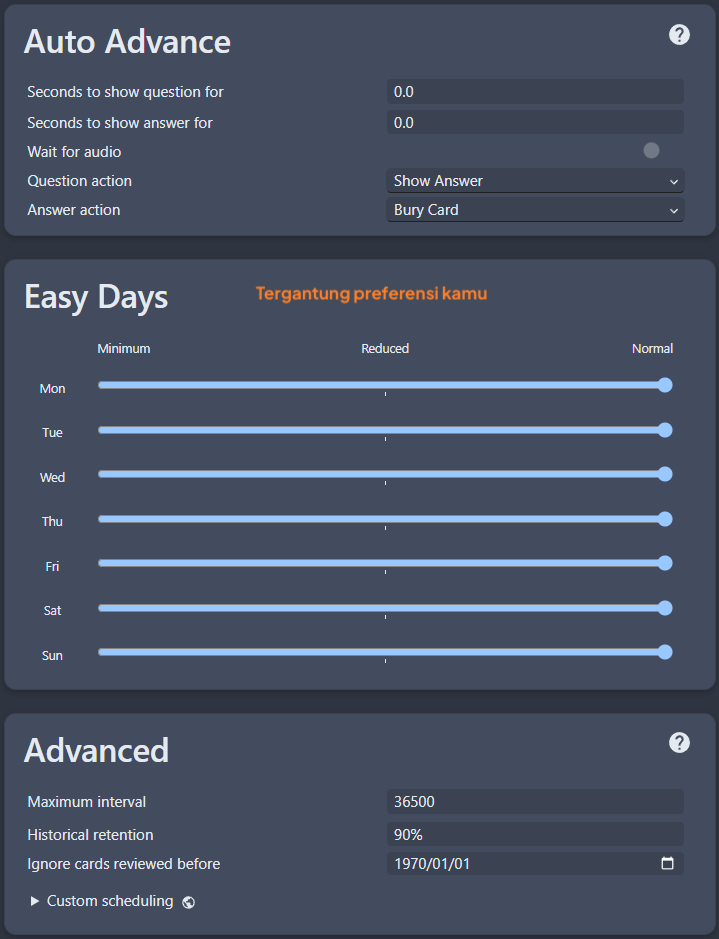 Auto Advance
?
Seconds to show question for 0.0
Seconds to show answer for 0.0
Wait for audio
Question action Show Answer
Answer action Bury Card
Easy Days Tergantung preferensi kamu
Minimum Reduced Normal
Mon
Tue
Wed
Thu
Fri
Sat
Sun
Advanced
?
Maximum interval 36500
Historical retention 90%
Ignore cards reviewed before 1970/01/01
Custom scheduling